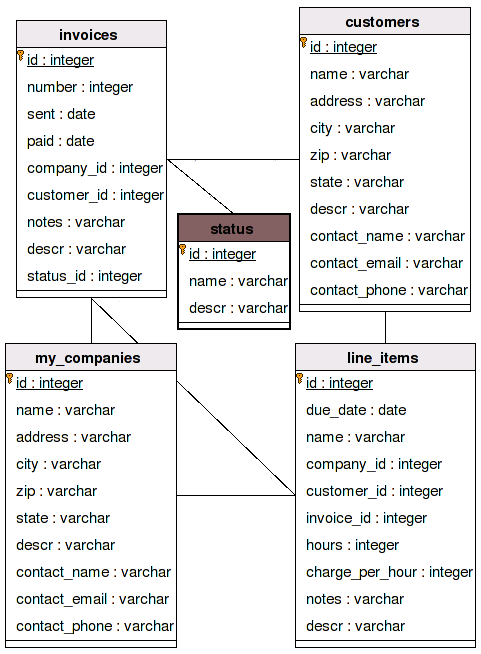 invoices
id : integer
number : integer
sent : date
paid : date
company_id : integer
customer_id : integer
notes : varchar
descr : varchar
status_id : integer
customers
id : integer
name : varchar
address : varchar
city : varchar
zip : varchar
state : varchar
descr : varchar
contact_name : varchar
contact_email : varchar
contact_phone : varchar
status
id : integer
name : varchar
descr : varchar
my_companies
id : integer
name : varchar
address : varchar
city : varchar
zip : varchar
state : varchar
descr : varchar
contact_name : varchar
contact_email : varchar
contact_phone : varchar
line_items
id : integer
due_date : date
name : varchar
company_id : integer
customer_id : integer
invoice_id : integer
hours : integer
charge_per_hour : integer
notes : varchar
descr : varchar